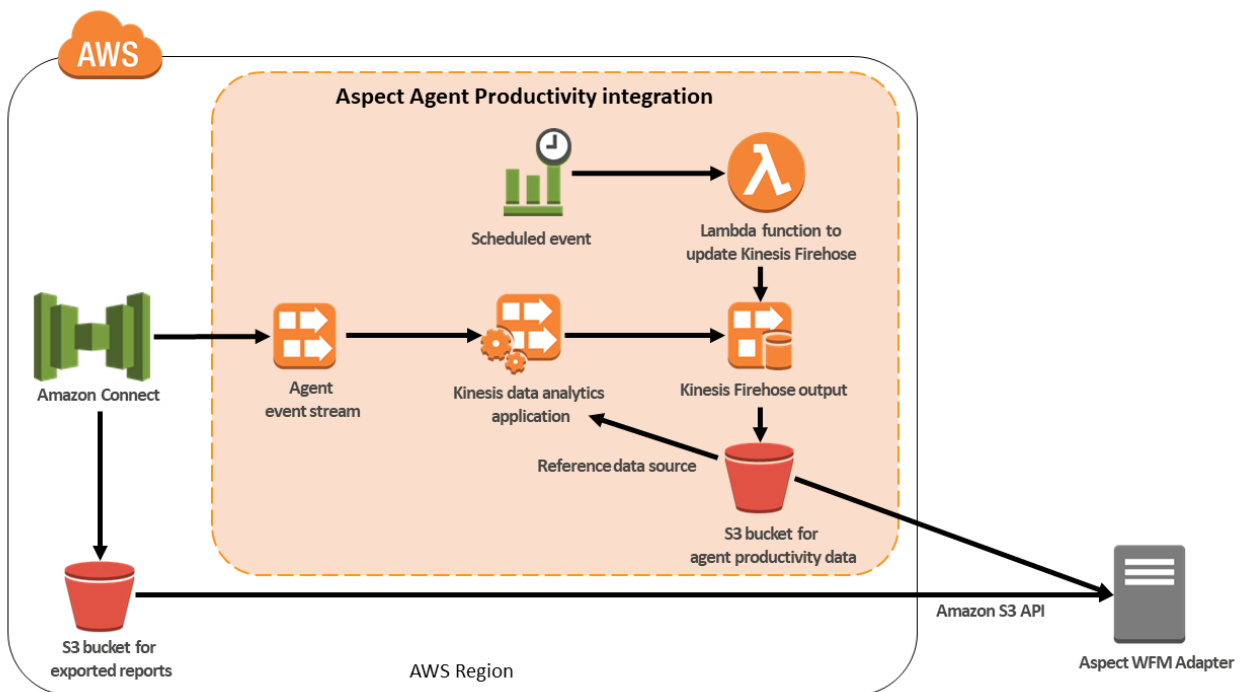 AWS
Aspect Agent Productivity integration
Scheduled event
Lambda function to
update Kinesis Firehose
Amazon Connect
Agent
event stream
Kinesis data analytics
application
Kinesis Firehose output
Reference data source
S3 bucket for
agent productivity data
S3 bucket for
exported reports
Amazon S3 API
Aspect WFM Adapter
AWS Region